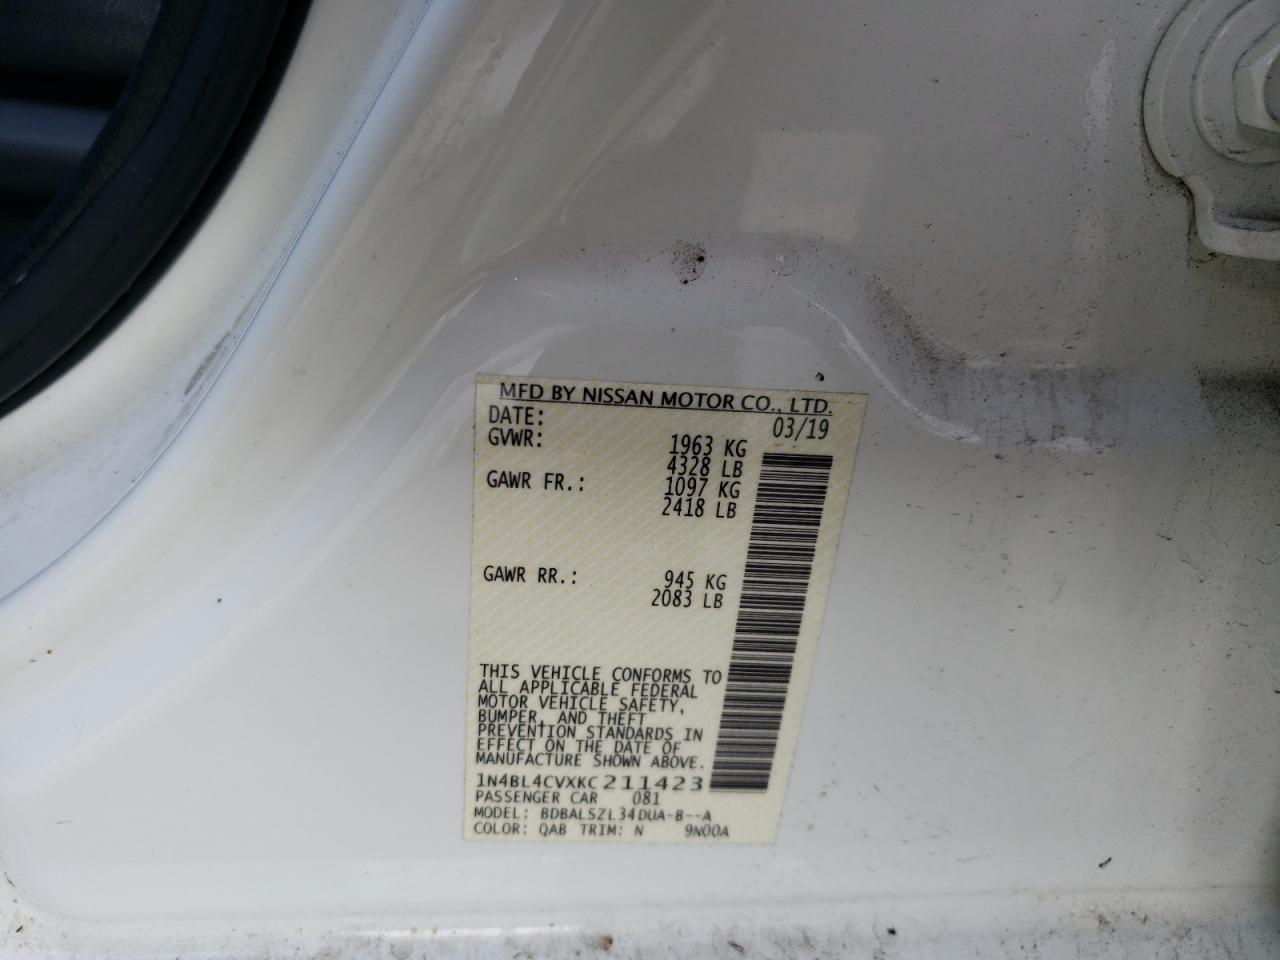 MFD BY NISSAN MOTOR CO., LTD.
DATE: 03/19
GVWR: 1963 KG
4328 LB
GAWR FR.: 1097 KG
2418 LB
GAWR RR.: 945 KG
2083 LB
THIS VEHICLE CONFORMS TO
ALL APPLICABLE FEDERAL
MOTOR VEHICLE SAFETY,
BUMPER, AND THEFT
PREVENTION STANDARDS IN
EFFECT ON THE DATE OF
MANUFACTURE SHOWN ABOVE.
1N4BL4CVXKC211423
PASSENGER CAR 081
MODEL: BDBALSZL34DUA-B--A
COLOR: QAB TRIM: N 9N00A